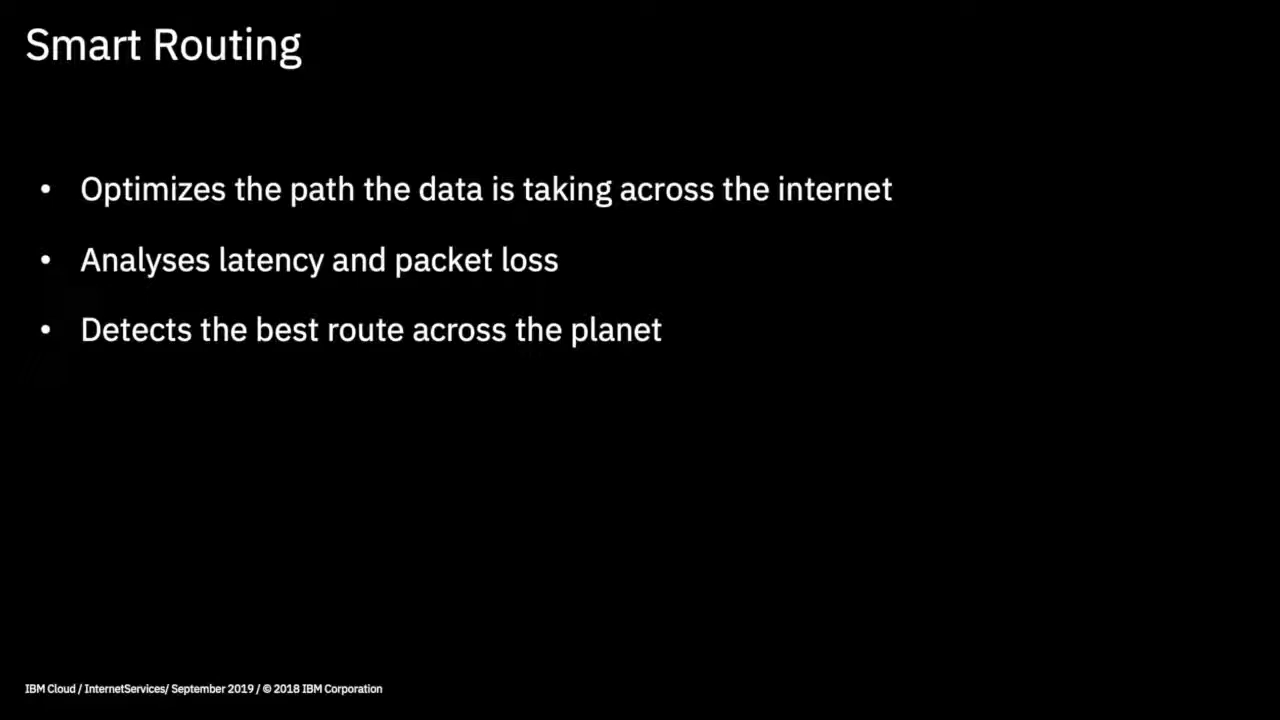 Smart Routing
• Optimizes the path the data is taking across the internet
• Analyses latency and packet loss
• Detects the best route across the planet
IBM Cloud / InternetServices/ September 2019 / © 2018 IBM Corporation